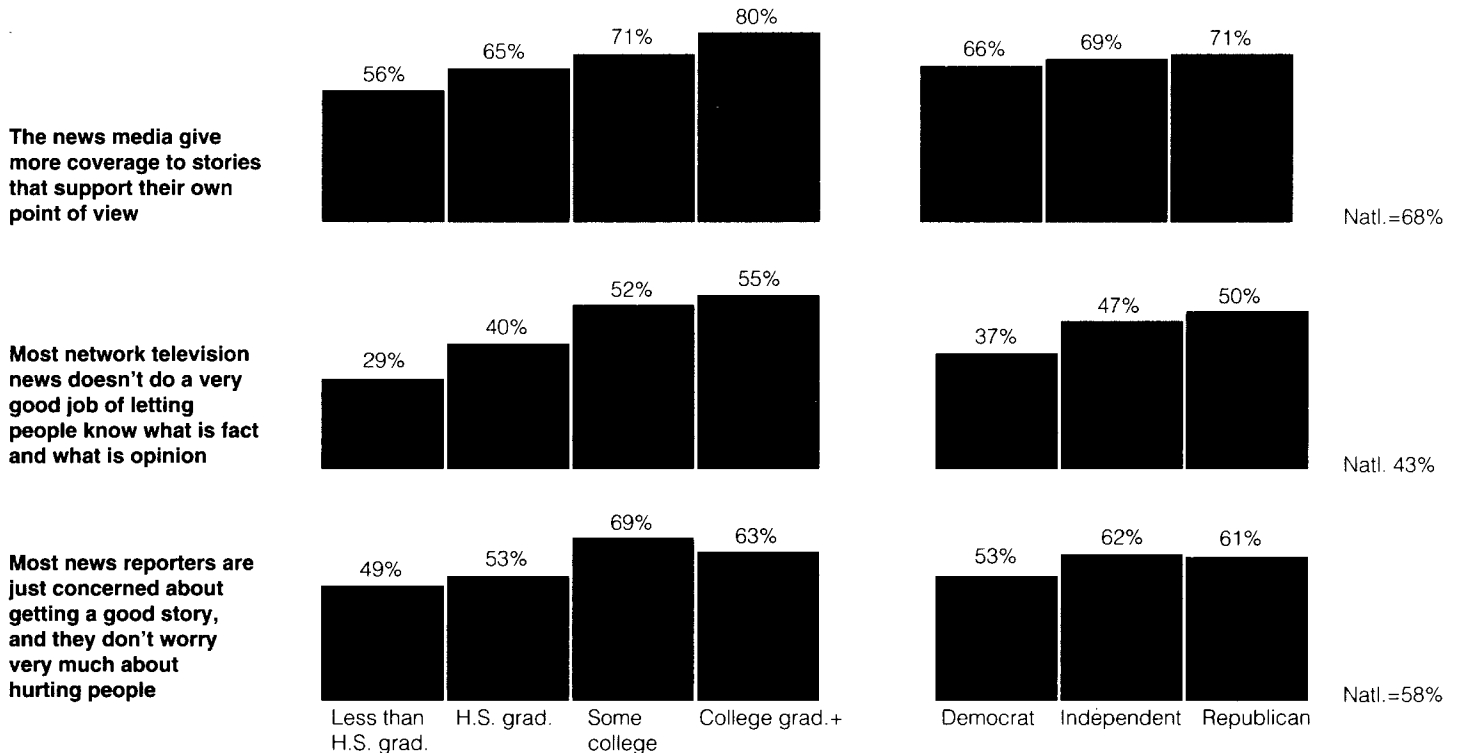 56%
65%
71%
80%
66%
69%
71%
The news media give
more coverage to stories
that support their own
point of view
Natl.=68%
29%
40%
52%
55%
37%
47%
50%
Most network television
news doesn't do a very
good job of letting
people know what is fact
and what is opinion
Natl. 43%
49%
53%
69%
63%
53%
62%
61%
Most news reporters are
just concerned about
getting a good story,
and they don't worry
very much about
hurting people
Natl.=58%
Less than
H.S. grad.
H.S. grad.
Some
college
College grad.+
Democrat
Independent
Republican